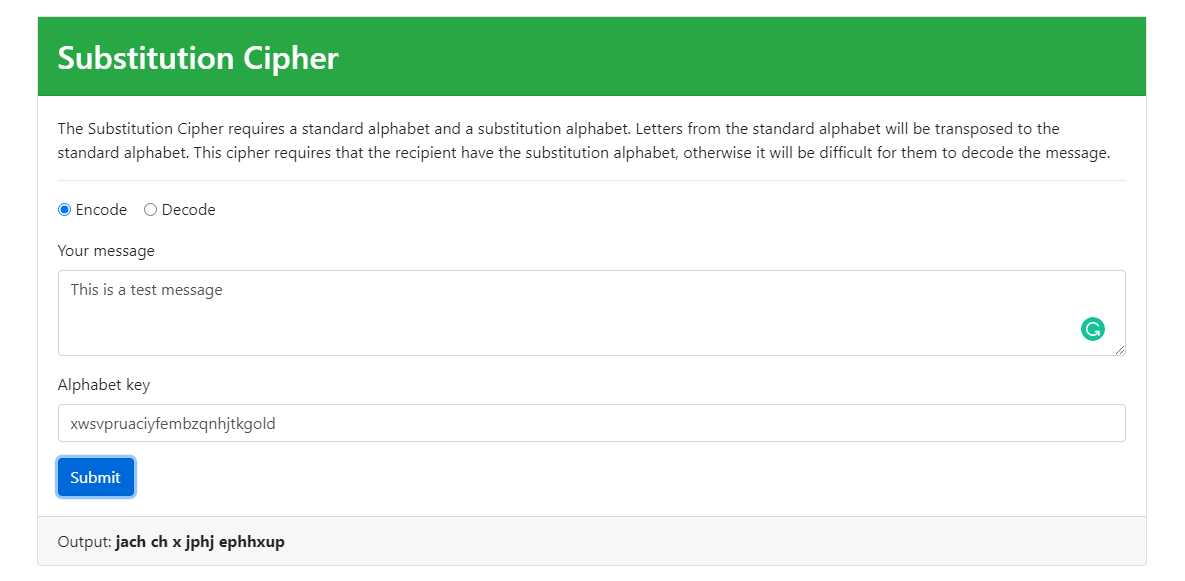 Substitution Cipher
The Substitution Cipher requires a standard alphabet and a substitution alphabet. Letters from the standard alphabet will be transposed to the
standard alphabet. This cipher requires that the recipient have the substitution alphabet, otherwise it will be difficult for them to decode the message.
Encode Decode
Your message
This is a test message
Alphabet key
xwsvpruaciyfembzqnhjtkgold
Submit
Output: jach ch x jphj ephhxup